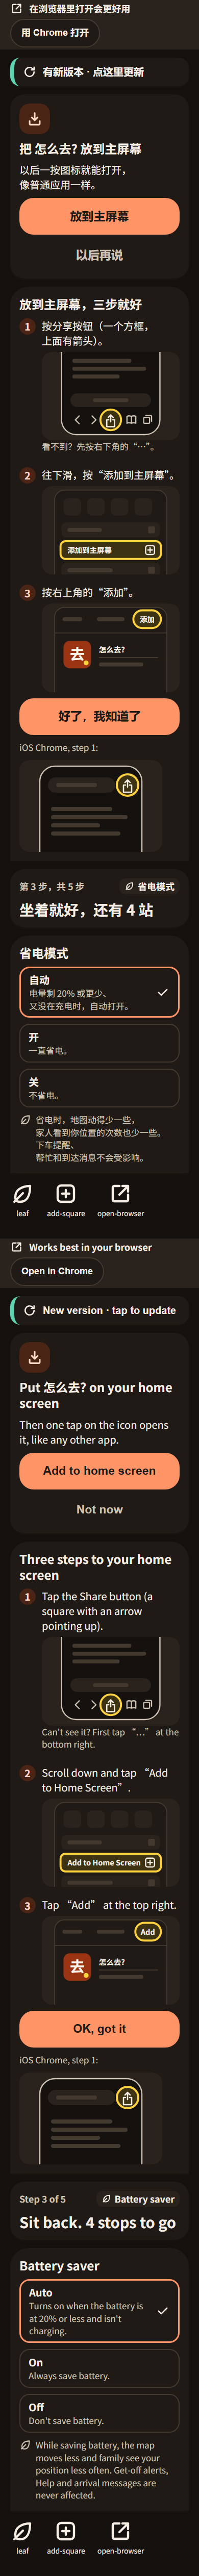 在浏览器里打开会更好用
用 Chrome 打开
有新版本 · 点这里更新
把 怎么去? 放到主屏幕
以后一按图标就能打开，
像普通应用一样。
放到主屏幕
以后再说
放到主屏幕，三步就好
1 按分享按钮（一个方框，
上面有箭头）。
看不到？先按右下角的“…”。
2 往下滑，按“添加到主屏幕”。
添加到主屏幕
3 按右上角的“添加”。
添加
去 怎么去?
好了，我知道了
iOS Chrome, step 1:
第 3 步，共 5 步
省电模式
坐着就好，还有 4 站
省电模式
自动
电量剩 20% 或更少、
又没在充电时，自动打开。
开
一直省电。
关
不省电。
省电时，地图动得少一些，
家人看到你位置的次数也少一些。
下车提醒、
帮忙和到达消息不会受影响。
leaf
add-square
open-browser
Works best in your browser
Open in Chrome
New version · tap to update
Put 怎么去? on your home
screen
Then one tap on the icon opens
it, like any other app.
Add to home screen
Not now
Three steps to your home
screen
1 Tap the Share button (a
square with an arrow
pointing up).
Can't see it? First tap “…” at the
bottom right.
2 Scroll down and tap “Add
to Home Screen”.
Add to Home Screen
3 Tap “Add” at the top right.
Add
去 怎么去?
OK, got it
iOS Chrome, step 1:
Step 3 of 5
Battery saver
Sit back. 4 stops to go
Battery saver
Auto
Turns on when the battery is
at 20% or less and isn't
charging.
On
Always save battery.
Off
Don't save battery.
While saving battery, the map
moves less and family see your
position less often. Get-off alerts,
Help and arrival messages are
never affected.
leaf
add-square
open-browser